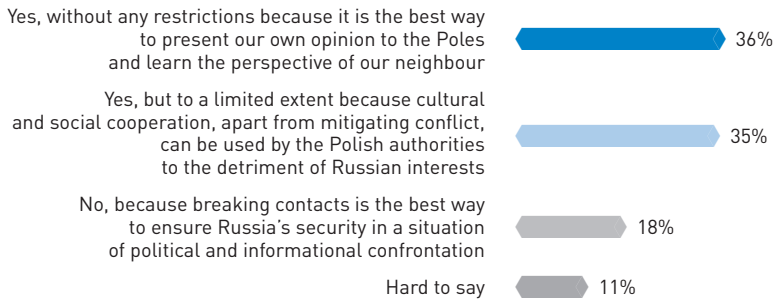 Yes, without any restrictions because it is the best way
to present our own opinion to the Poles
and learn the perspective of our neighbour
36%
Yes, but to a limited extent because cultural
and social cooperation, apart from mitigating conflict,
can be used by the Polish authorities
to the detriment of Russian interests
35%
No, because breaking contacts is the best way
to ensure Russia’s security in a situation
of political and informational confrontation
18%
Hard to say
11%